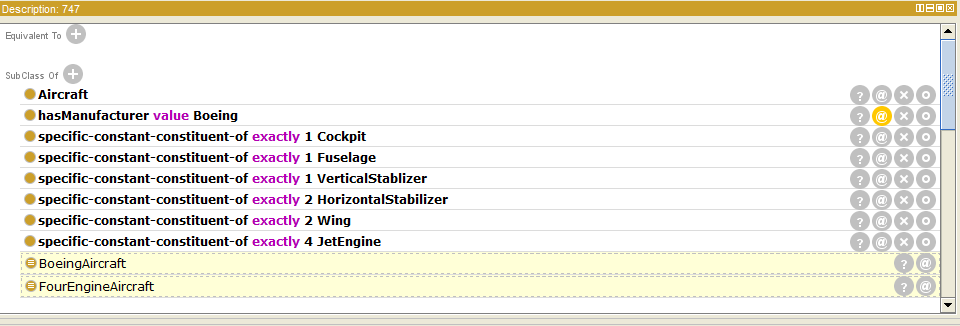 Description: 747
Equivalent To
SubClass Of
Aircraft
hasManufacturer value Boeing
specific-constant-constituent-of exactly 1 Cockpit
specific-constant-constituent-of exactly 1 Fuselage
specific-constant-constituent-of exactly 1 VerticalStablizer
specific-constant-constituent-of exactly 2 HorizontalStabilizer
specific-constant-constituent-of exactly 2 Wing
specific-constant-constituent-of exactly 4 JetEngine
BoeingAircraft
FourEngineAircraft